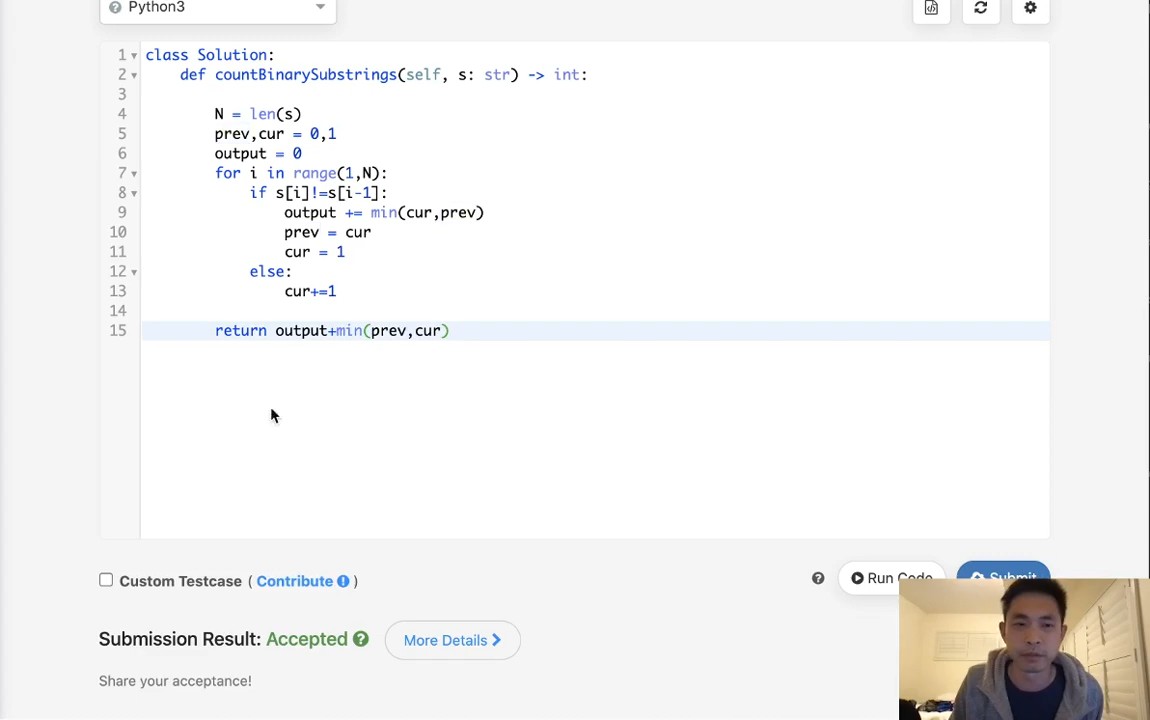 Python3
1 class Solution:
2 def countBinarySubstrings(self, s: str) -> int:
3
4 N = len(s)
5 prev,cur = 0,1
6 output = 0
7 for i in range(1,N):
8 if s[i]!=s[i-1]:
9 output += min(cur,prev)
10 prev = cur
11 cur = 1
12 else:
13 cur+=1
14
15 return output+min(prev,cur)
Custom Testcase ( Contribute )
Run Code
Submit
Submission Result: Accepted
More Details
Share your acceptance!